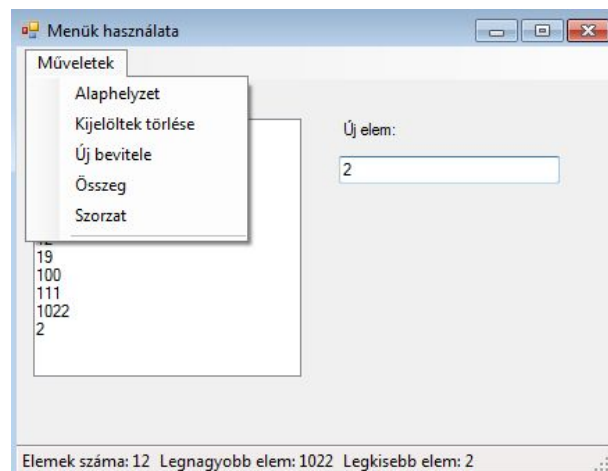 Menük használata
Műveletek
Alaphelyzet
Kijelöltek törlése
Új bevitele
Összeg
Szorzat
Új elem:
2
19
100
111
1022
2
Elemek száma: 12 Legnagyobb elem: 1022 Legkisebb elem: 2